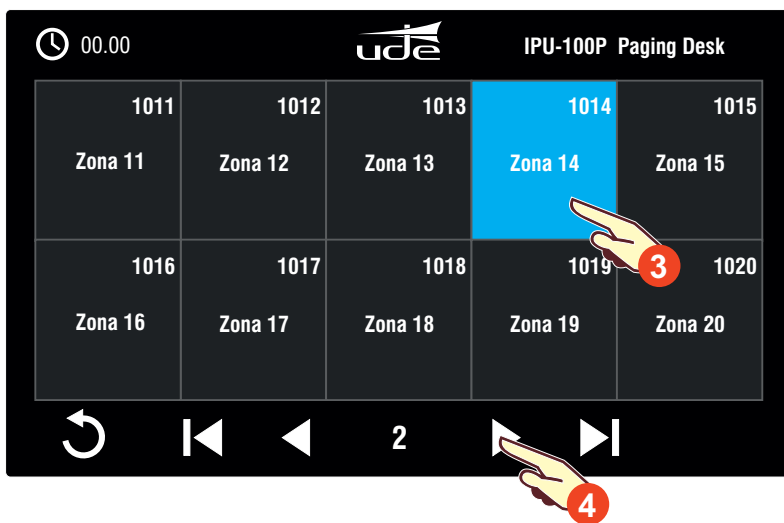 00.00 ude IPU-100P Paging Desk
1011 1012 1013 1014 1015
Zona 11 Zona 12 Zona 13 Zona 14 Zona 15
3
1016 1017 1018 1019 1020
Zona 16 Zona 17 Zona 18 Zona 19 Zona 20
2
4